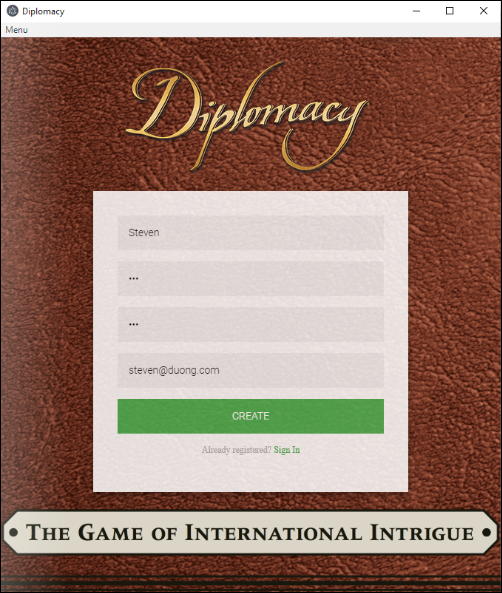 Diplomacy
Menu
Diplomacy
Steven
•••
•••
steven@duong.com
CREATE
Already registered? Sign In
The Game of International Intrigue